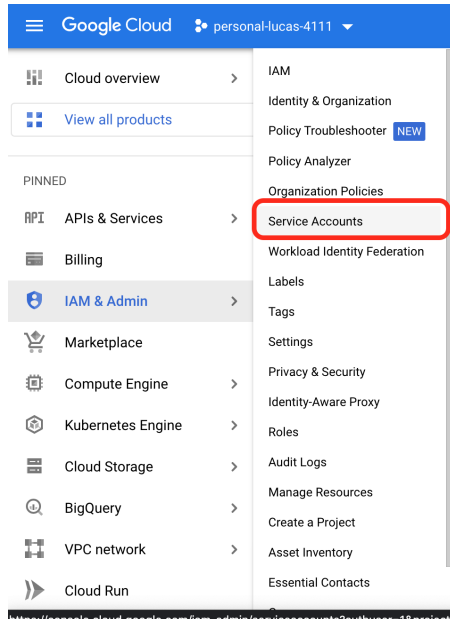 Google Cloud personal-lucas-4111
Cloud overview
View all products
PINNED
API APIs & Services
Billing
IAM & Admin
Marketplace
Compute Engine
Kubernetes Engine
Cloud Storage
BigQuery
VPC network
Cloud Run
IAM
Identity & Organization
Policy Troubleshooter NEW
Policy Analyzer
Organization Policies
Service Accounts
Workload Identity Federation
Labels
Tags
Settings
Privacy & Security
Identity-Aware Proxy
Roles
Audit Logs
Manage Resources
Create a Project
Asset Inventory
Essential Contacts